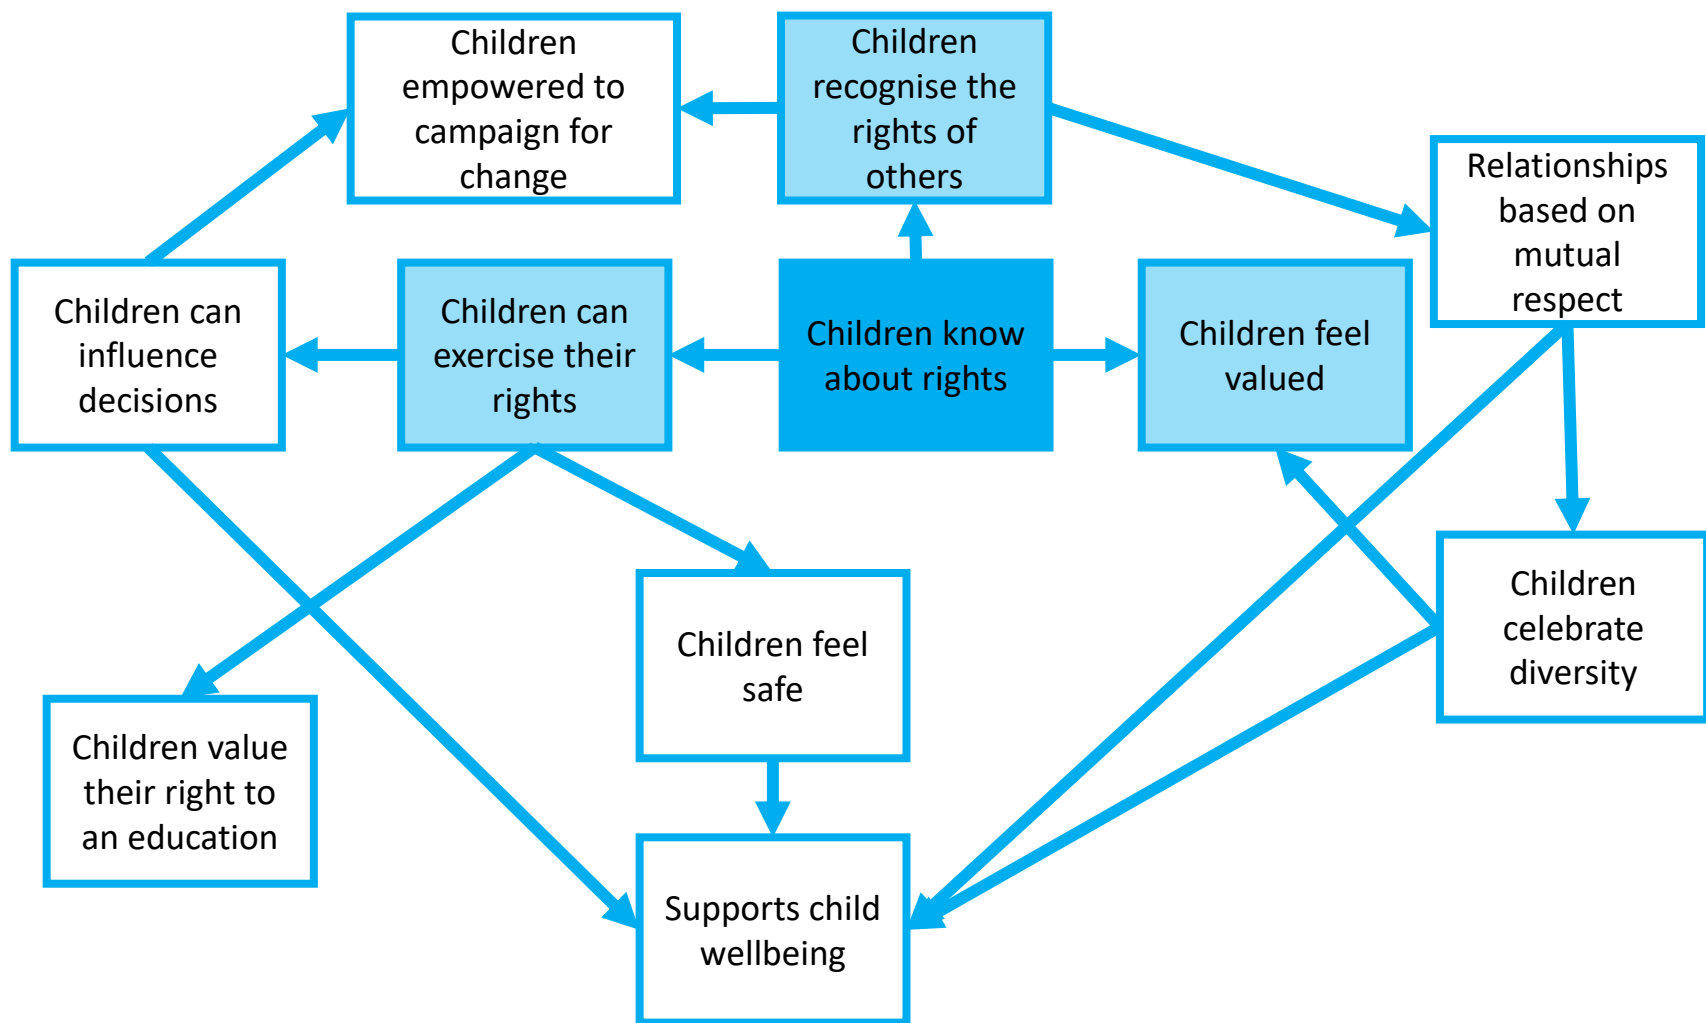 Children
empowered to
campaign for
change
Children
recognise the
rights of
others
Relationships
based on
mutual
respect
Children can
influence
decisions
Children can
exercise their
rights
Children know
about rights
Children feel
valued
Children feel
safe
Children
celebrate
diversity
Children value
their right to
an education
Supports child
wellbeing